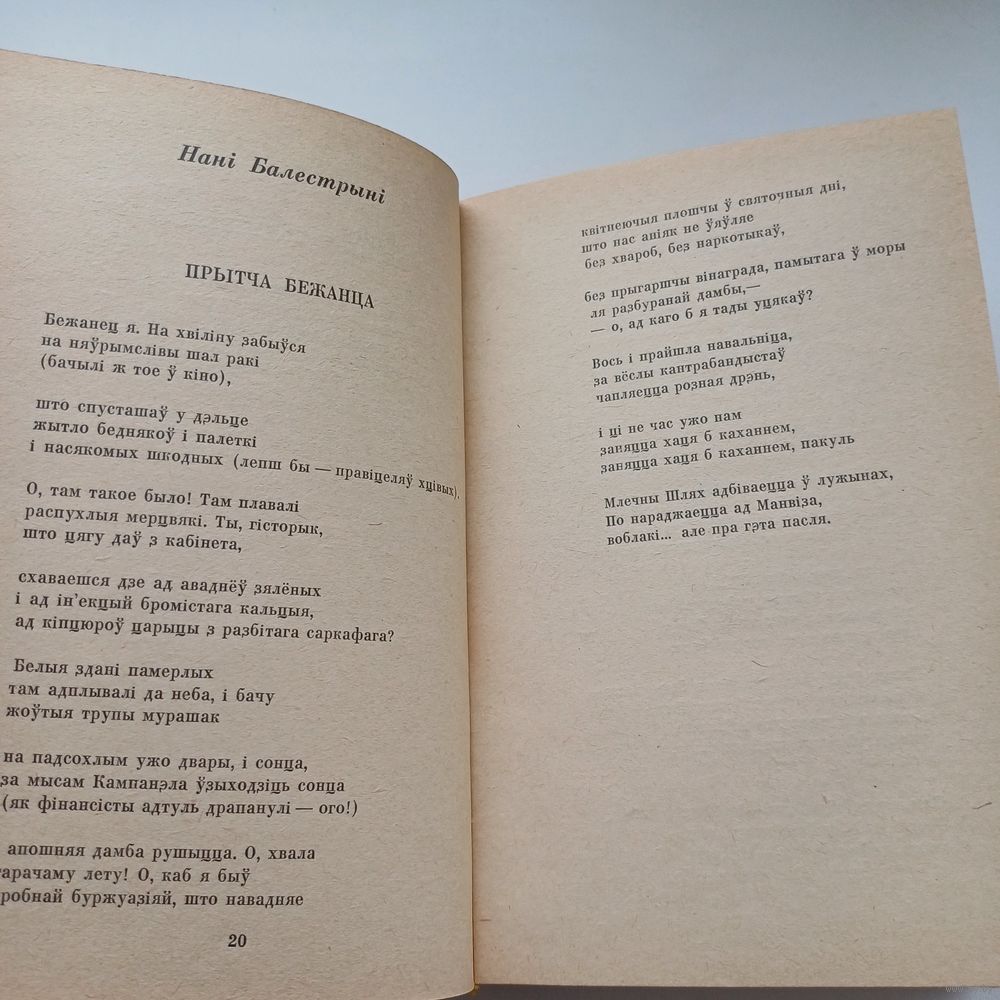 Нані Балестрыні
ПРЫТЧА БЕЖАНЦА
Бежанец я. На хвіліну забыўся
на няўрымслівы шал ракі
(бачылі ж тое ў кіно),
што спусташаў у дэльце
жытло беднякоў і палеткі
і насякомых шкодных (лепш бы — правіцеляў хцівых).
О, там такое было! Там плавалі
распухлыя мерцвякі. Ты, гісторык,
што цягу даў з кабінета,
схаваешся дзе ад аваднёў зялёных
і ад ін'екцый бромістага кальцыя,
ад кіпцюроў царыцы з разбітага саркафага?
Белыя здані памерлых
там адплывалі да неба, і бачу
жоўтыя трупы мурашак
на падсохлым ужо двары, і сонца,
за мысам Кампанэла ўзыходзіць сонца
(як фінансісты адтуль драпанулі — ого!)
апошняя дамба рушыцца. О, хвала
гарачаму лету! О, каб я быў
робнай буржуазіяй, што навадняе
20
квітнеючыя плошчы ў святочныя дні,
што нас аніяк не ўяўляе
без хвароб, без наркотыкаў,
без прыгаршчы вінаграда, памытага ў моры
ля разбуранай дамбы,—
— о, ад каго б я тады уцякаў?
Вось і прайшла навальніца,
за вёслы кантрабандыстаў
чапляецца розная дрэнь,
і ці не час ужо нам
заняцца хаця б каханнем,
заняцца хаця б каханнем, пакуль
Млечны Шлях адбіваецца ў лужынах,
По нараджаецца ад Манвіза,
воблакі... але пра гэта пасля.